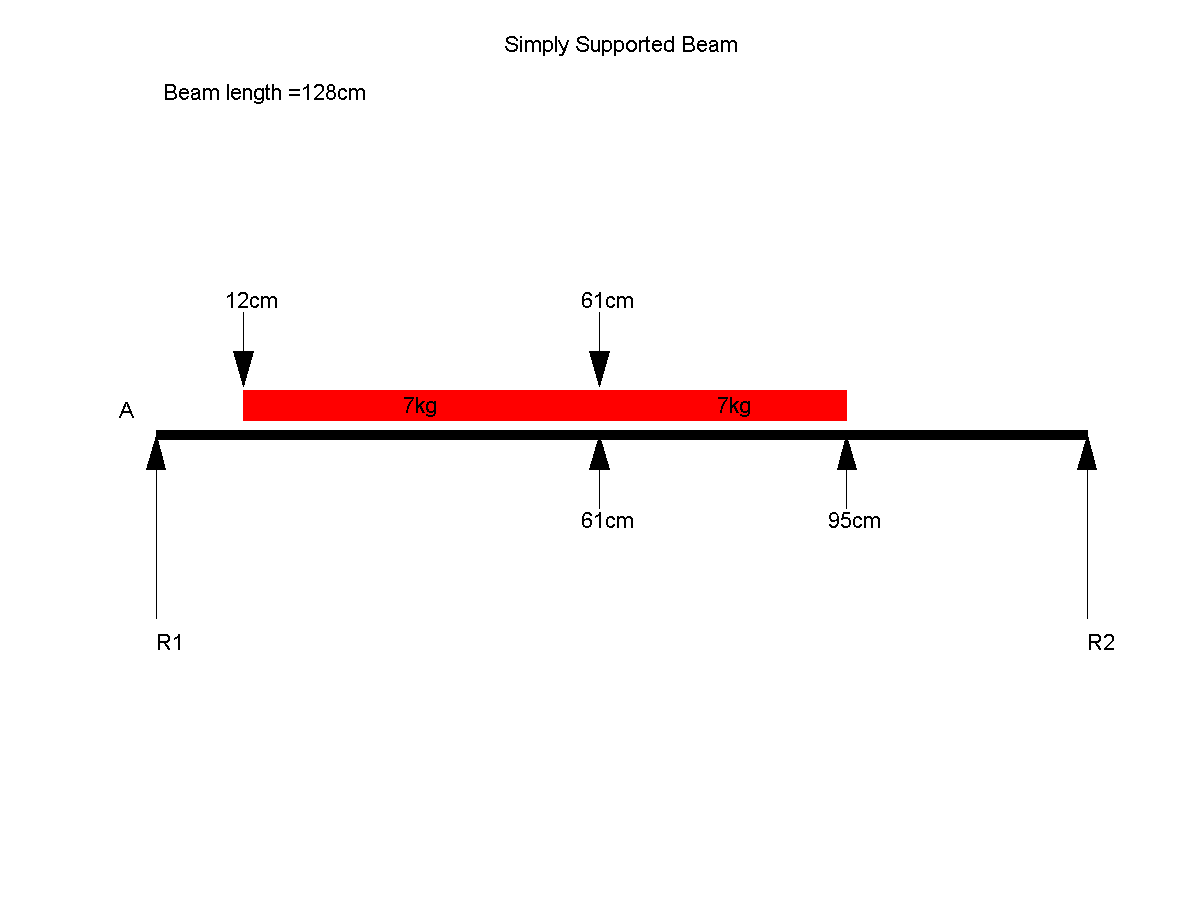 Simply Supported Beam
Beam length =128cm
12cm
61cm
7kg
7kg
A
61cm
95cm
R1
R2